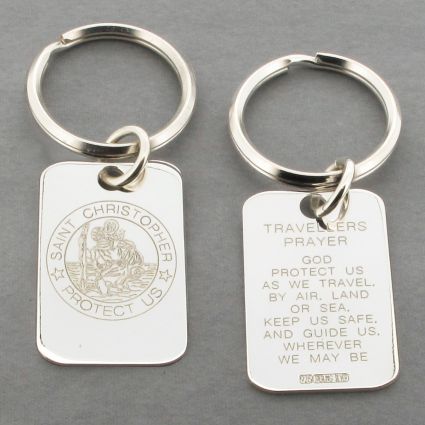 SAINT CHRISTOPHER
PROTECT US
TRAVELLERS
PRAYER
GOD
PROTECT US
AS WE TRAVEL,
BY AIR, LAND
OR SEA,
KEEP US SAFE,
AND GUIDE US,
WHEREVER
WE MAY BE